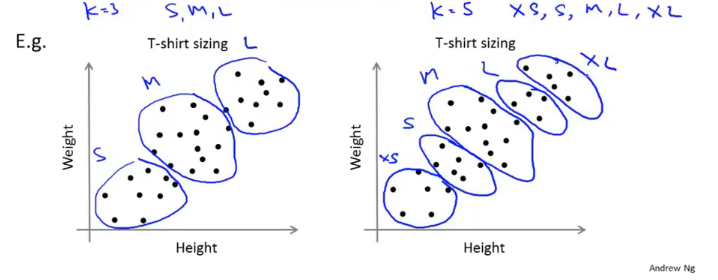 K=3 S, M, L
K=5 XS, S, M, L, XL
E.g.
T-shirt sizing
L
M
S
Weight
Height
T-shirt sizing
XL
L
M
S
XS
Weight
Height
Andrew Ng